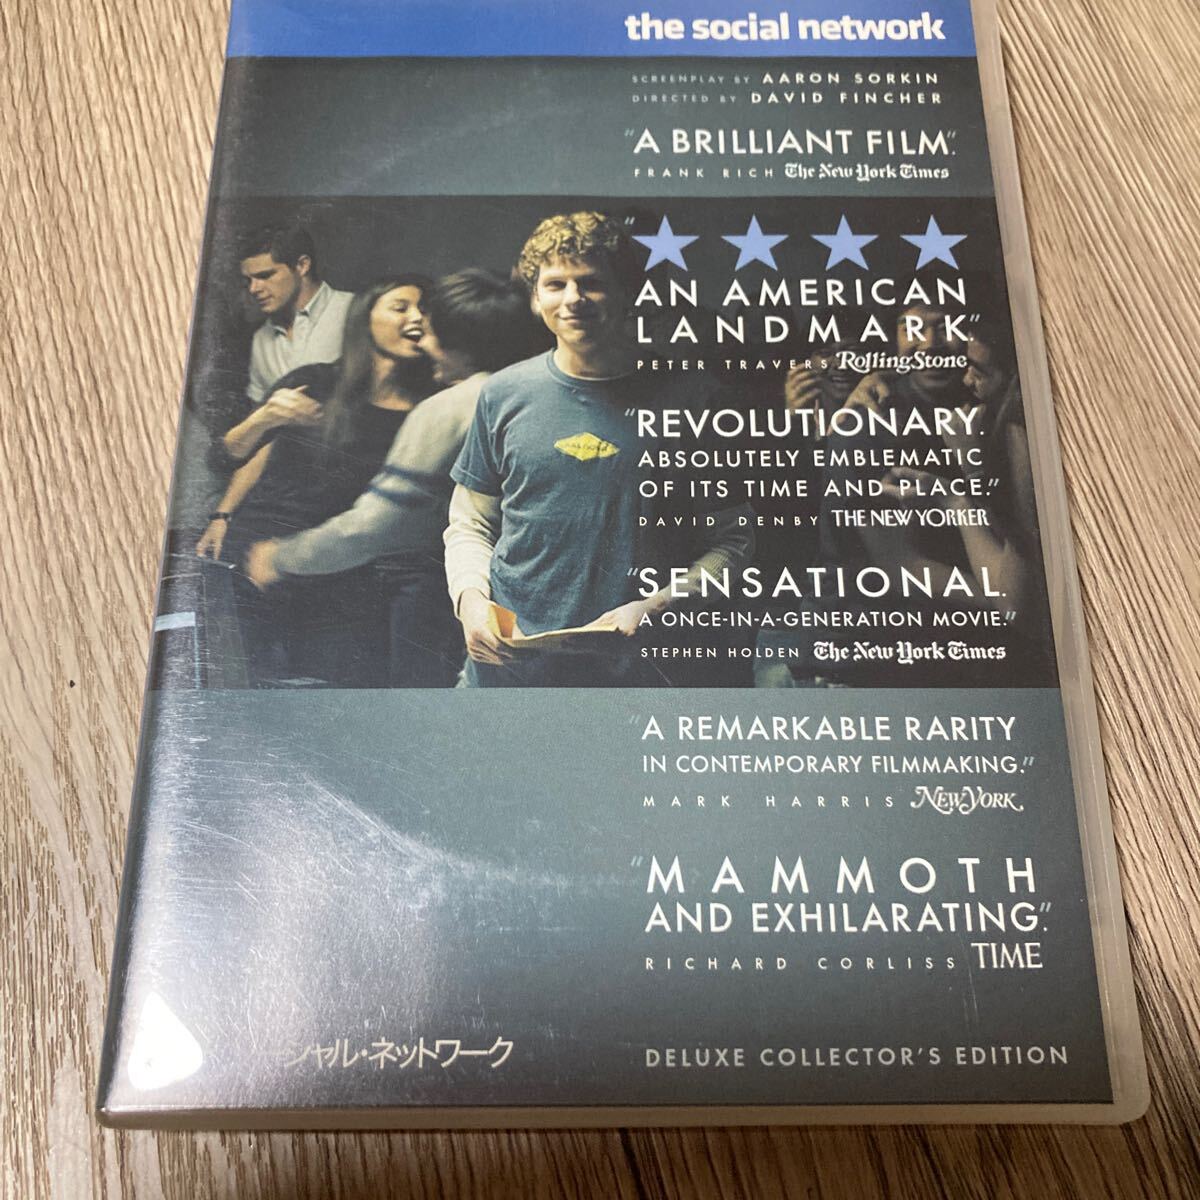 the social network
SCREENPLAY BY AARON SORKIN
DIRECTED BY DAVID FINCHER
"A BRILLIANT FILM."
FRANK RICH The New York Times
"★ ★ ★ ★
AN AMERICAN
LANDMARK."
PETER TRAVERS RollingStone
"REVOLUTIONARY.
ABSOLUTELY EMBLEMATIC
OF ITS TIME AND PLACE."
DAVID DENBY THE NEW YORKER
"SENSATIONAL.
A ONCE-IN-A-GENERATION MOVIE."
STEPHEN HOLDEN The New York Times
"A REMARKABLE RARITY
IN CONTEMPORARY FILMMAKING."
MARK HARRIS NEW YORK
"MAMMOTH
AND EXHILARATING."
RICHARD CORLISS TIME
ーシャル・ネットワーク
DELUXE COLLECTOR'S EDITION